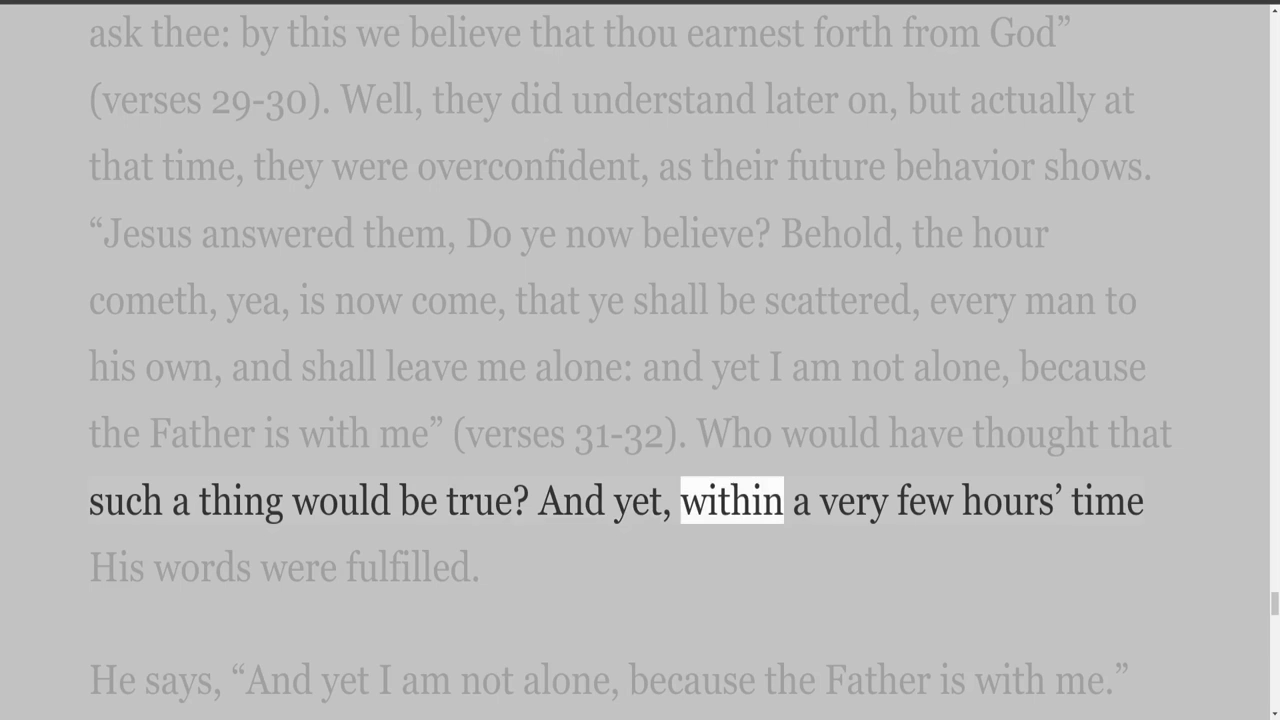 ask thee: by this we believe that thou earnest forth from God”
(verses 29-30). Well, they did understand later on, but actually at
that time, they were overconfident, as their future behavior shows.
“Jesus answered them, Do ye now believe? Behold, the hour
cometh, yea, is now come, that ye shall be scattered, every man to
his own, and shall leave me alone: and yet I am not alone, because
the Father is with me” (verses 31-32). Who would have thought that
such a thing would be true? And yet, within a very few hours’ time
His words were fulfilled.
He says, “And yet I am not alone, because the Father is with me.”